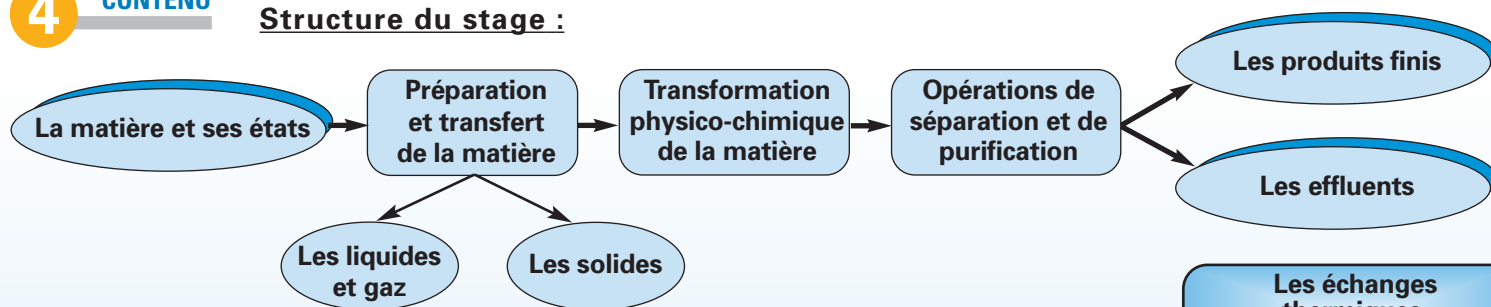 4
CONTENU
Structure du stage :
La matière et ses états
Préparation
et transfert
de la matière
Transformation
physico-chimique
de la matière
Opérations de
séparation et de
purification
Les produits finis
Les effluents
Les liquides
et gaz
Les solides
Les échanges
thermiques